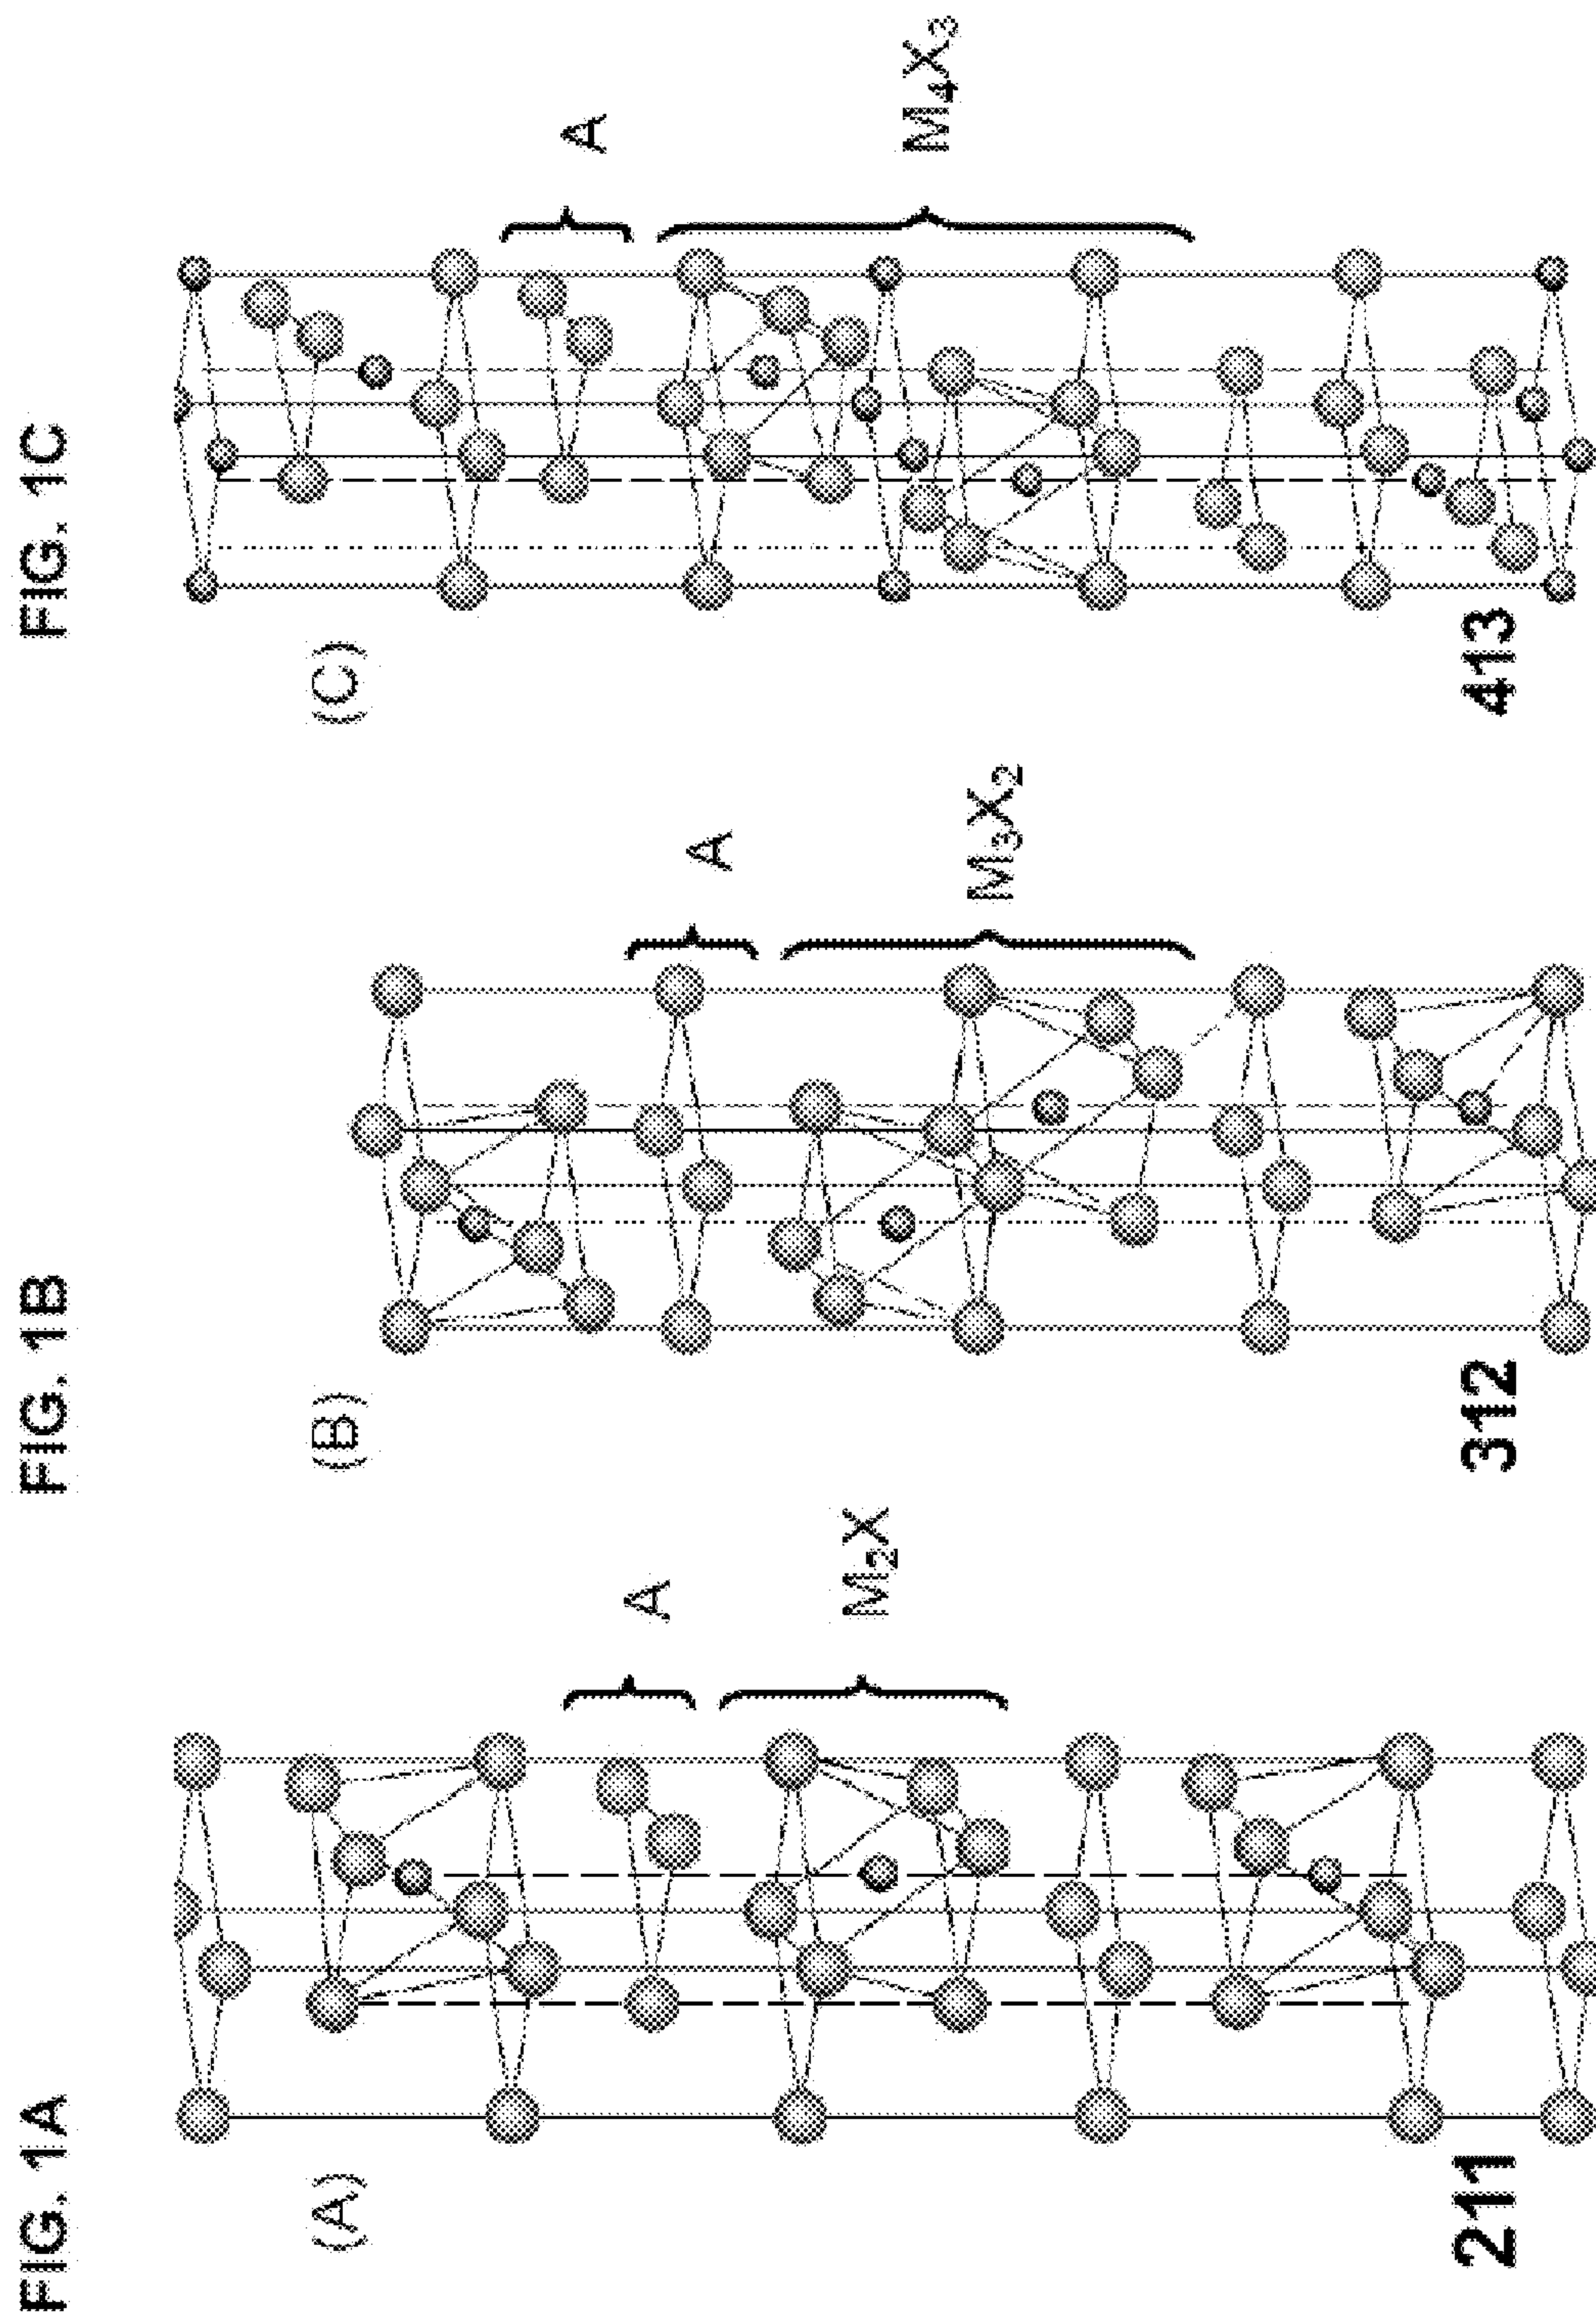 FIG. 1A
(A)
A
M₂X
211
FIG. 1B
(B)
A
M₃X₂
312
FIG. 1C
(C)
A
M₄X₃
413